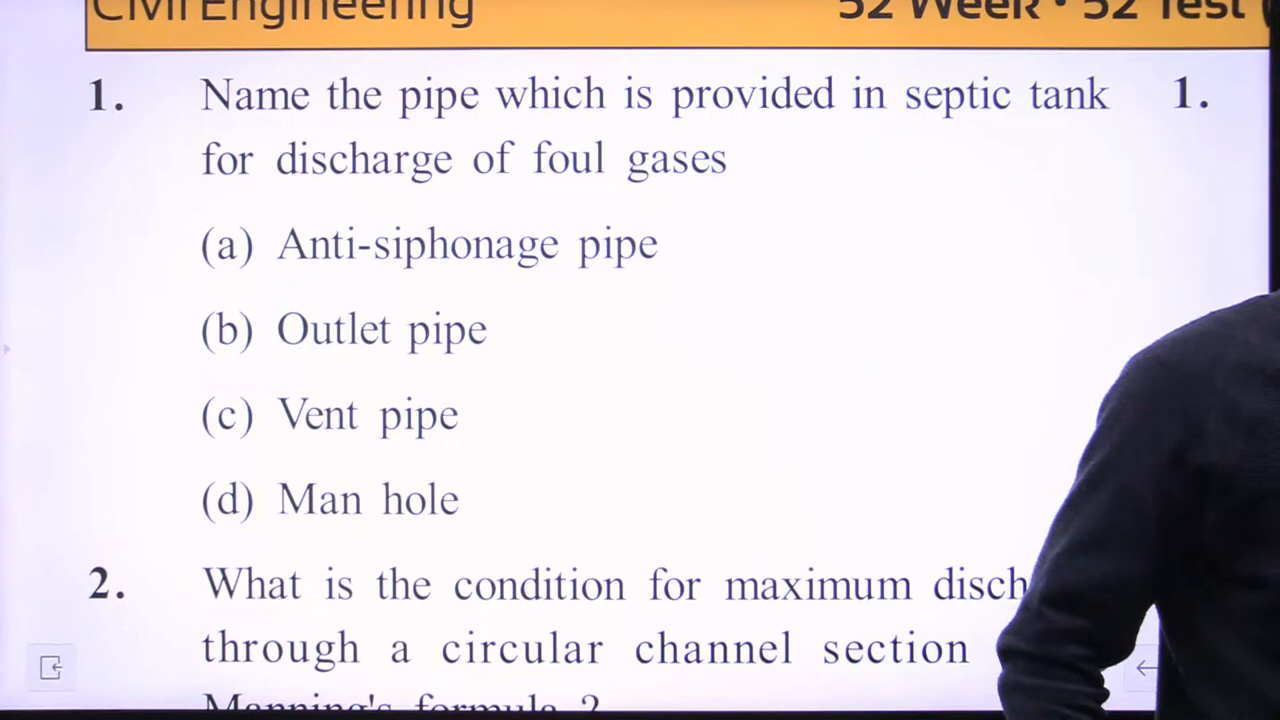 Civil Engineering 52 Week • 52 Test
1. Name the pipe which is provided in septic tank
for discharge of foul gases
(a) Anti-siphonage pipe
(b) Outlet pipe
(c) Vent pipe
(d) Man hole
2. What is the condition for maximum disch
through a circular channel section
Manning's formula ?
1.